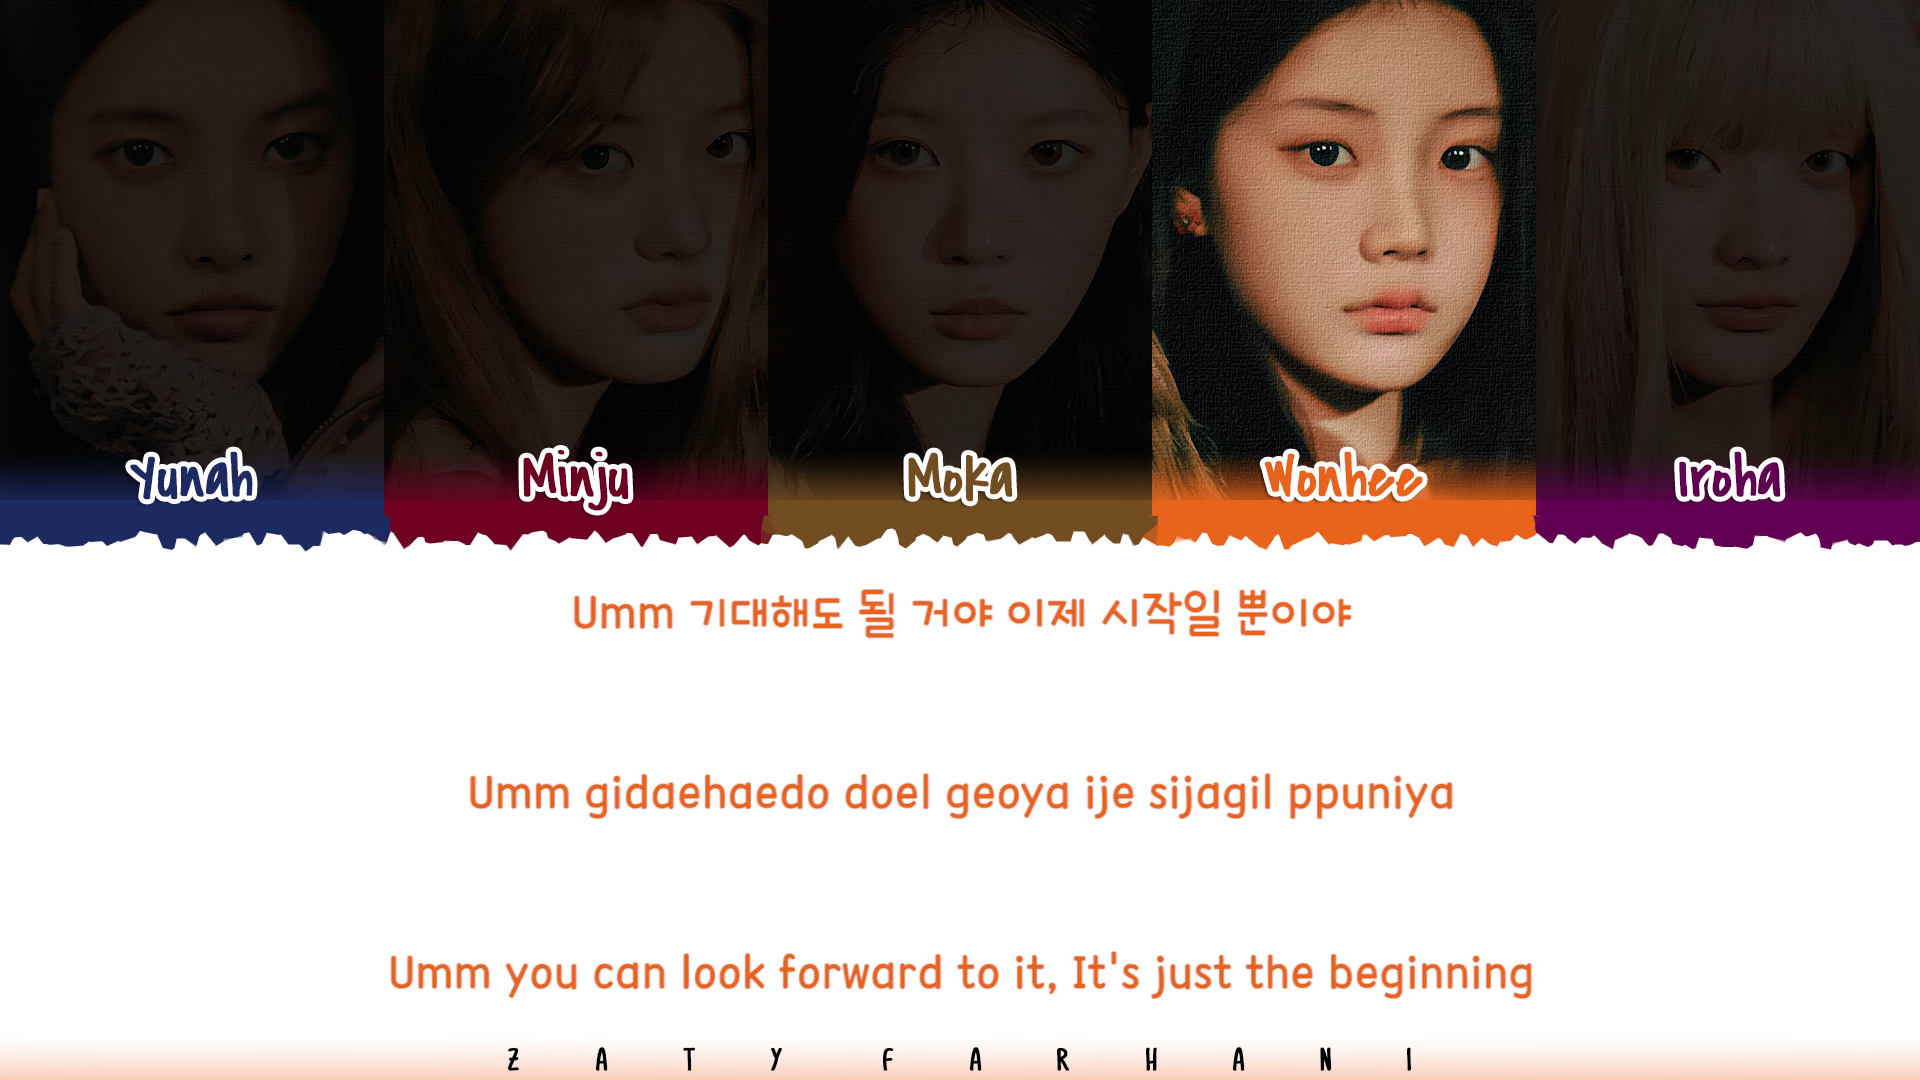 Yunah
Minju
Moka
Wonhee
Iroha
Umm 기대해도 될 거야 이제 시작일 뿐이야
Umm gidaehaedo doel geoya ije sijagil ppuniya
Umm you can look forward to it, It's just the beginning
ZATY FARHANI